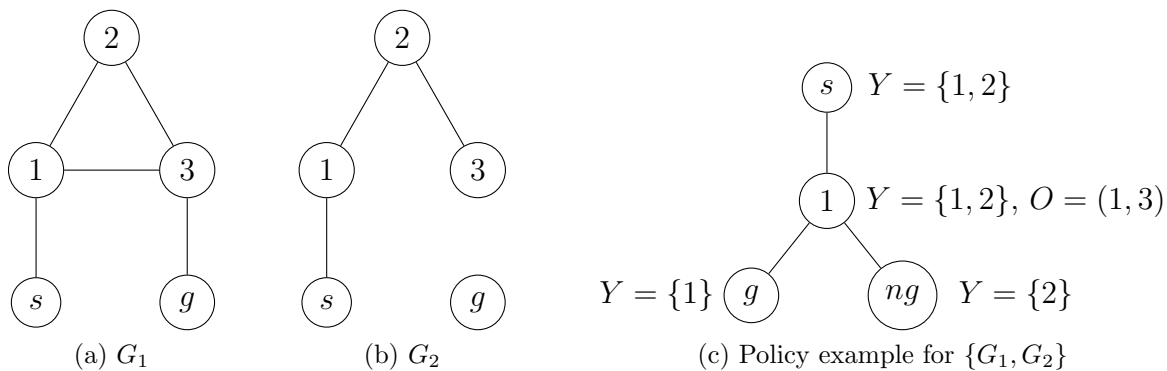 2
2
s Y = {1, 2}
1
3
1
3
1 Y = {1, 2}, O = (1, 3)
s
g
s
g
Y = {1} g
ng Y = {2}
(a) G₁
(b) G₂
(c) Policy example for {G₁, G₂}